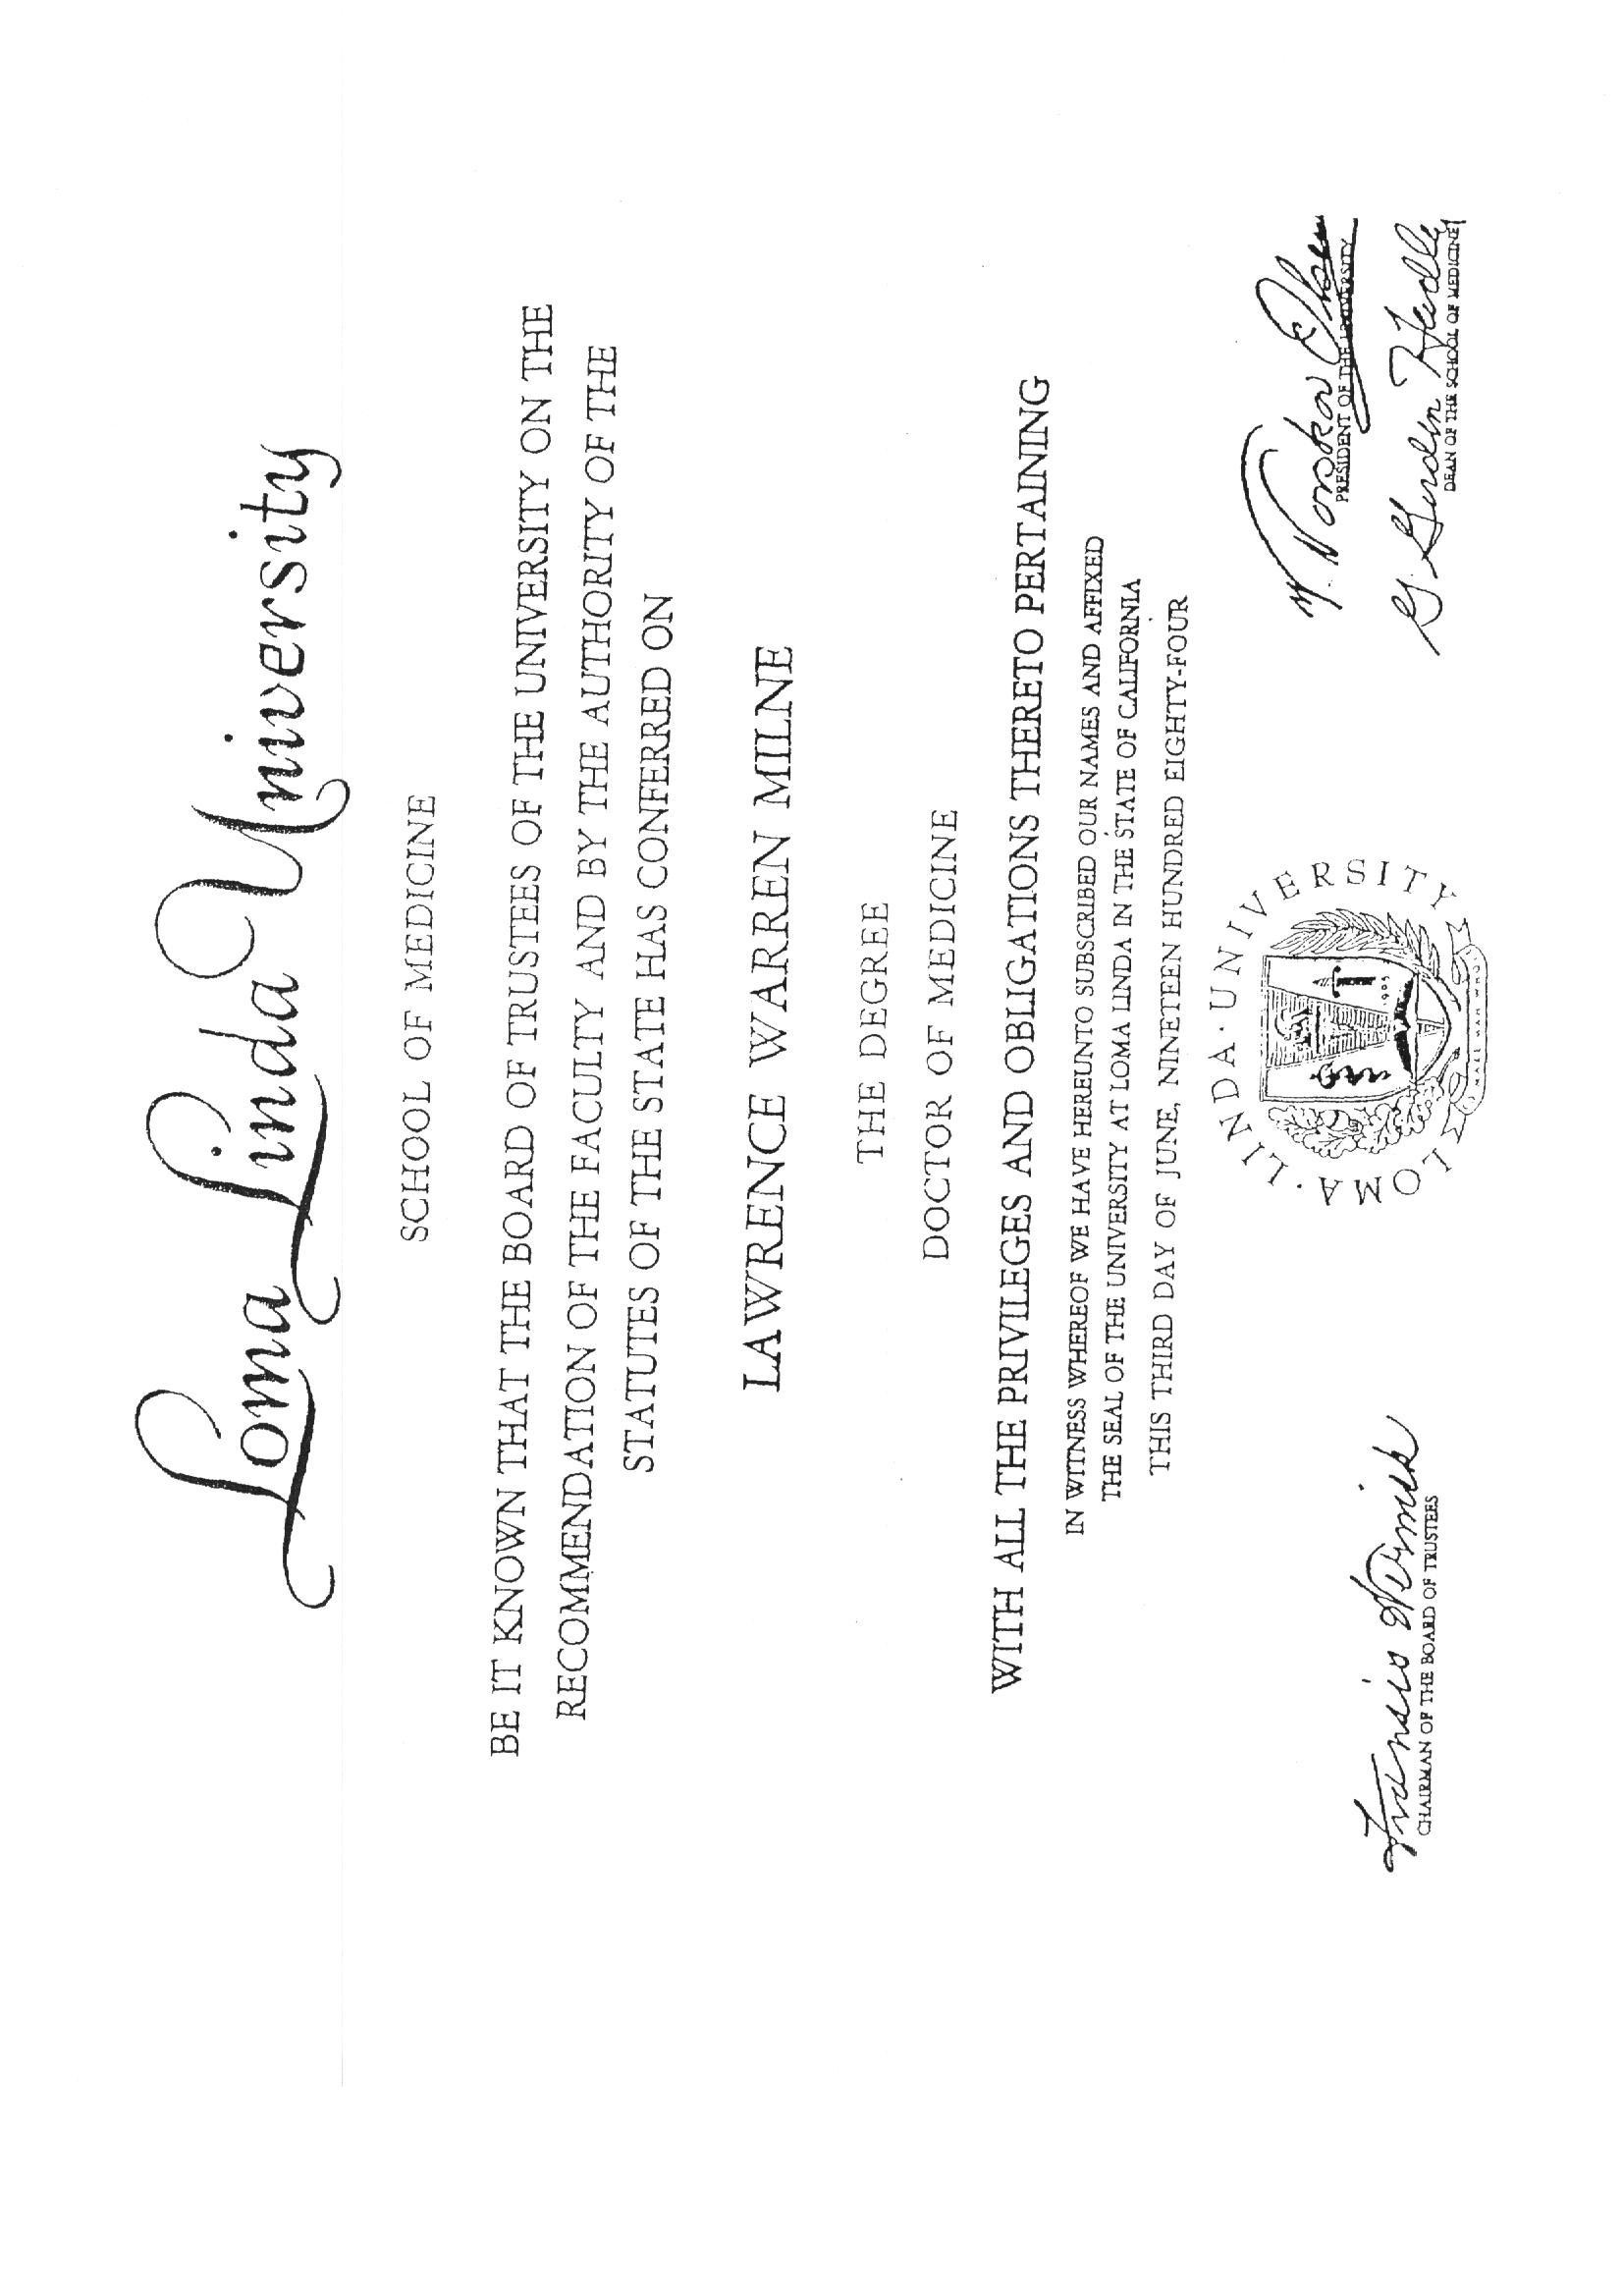 Loma Linda University
SCHOOL OF MEDICINE
BE IT KNOWN THAT THE BOARD OF TRUSTEES OF THE UNIVERSITY ON THE
RECOMMENDATION OF THE FACULTY AND BY THE AUTHORITY OF THE
STATUTES OF THE STATE HAS CONFERRED ON
LAWRENCE WARREN MILNE
THE DEGREE
DOCTOR OF MEDICINE
WITH ALL THE PRIVILEGES AND OBLIGATIONS THERETO PERTAINING
IN WITNESS WHEREOF WE HAVE HEREUNTO SUBSCRIBED OUR NAMES AND AFFIXED
THE SEAL OF THE UNIVERSITY AT LOMA LINDA IN THE STATE OF CALIFORNIA
THIS THIRD DAY OF JUNE, NINETEEN HUNDRED EIGHTY-FOUR
Francis
CHAIRMAN OF THE BOARD OF TRUSTEES
LOMA·LINDA·UNIVERSITY
1905
TO MAKE MAN WHOLE
V. Norskov Olsen
PRESIDENT OF THE UNIVERSITY
G Gordon Hadley
DEAN OF THE SCHOOL OF MEDICINE